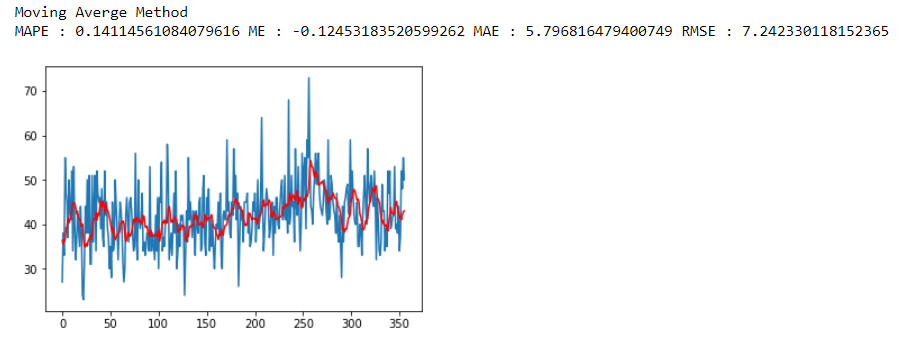 Moving Averge Method
MAPE : 0.14114561084079616 ME : -0.12453183520599262 MAE : 5.796816479400749 RMSE : 7.242330118152365
70
60
50
40
30
0 50 100 150 200 250 300 350